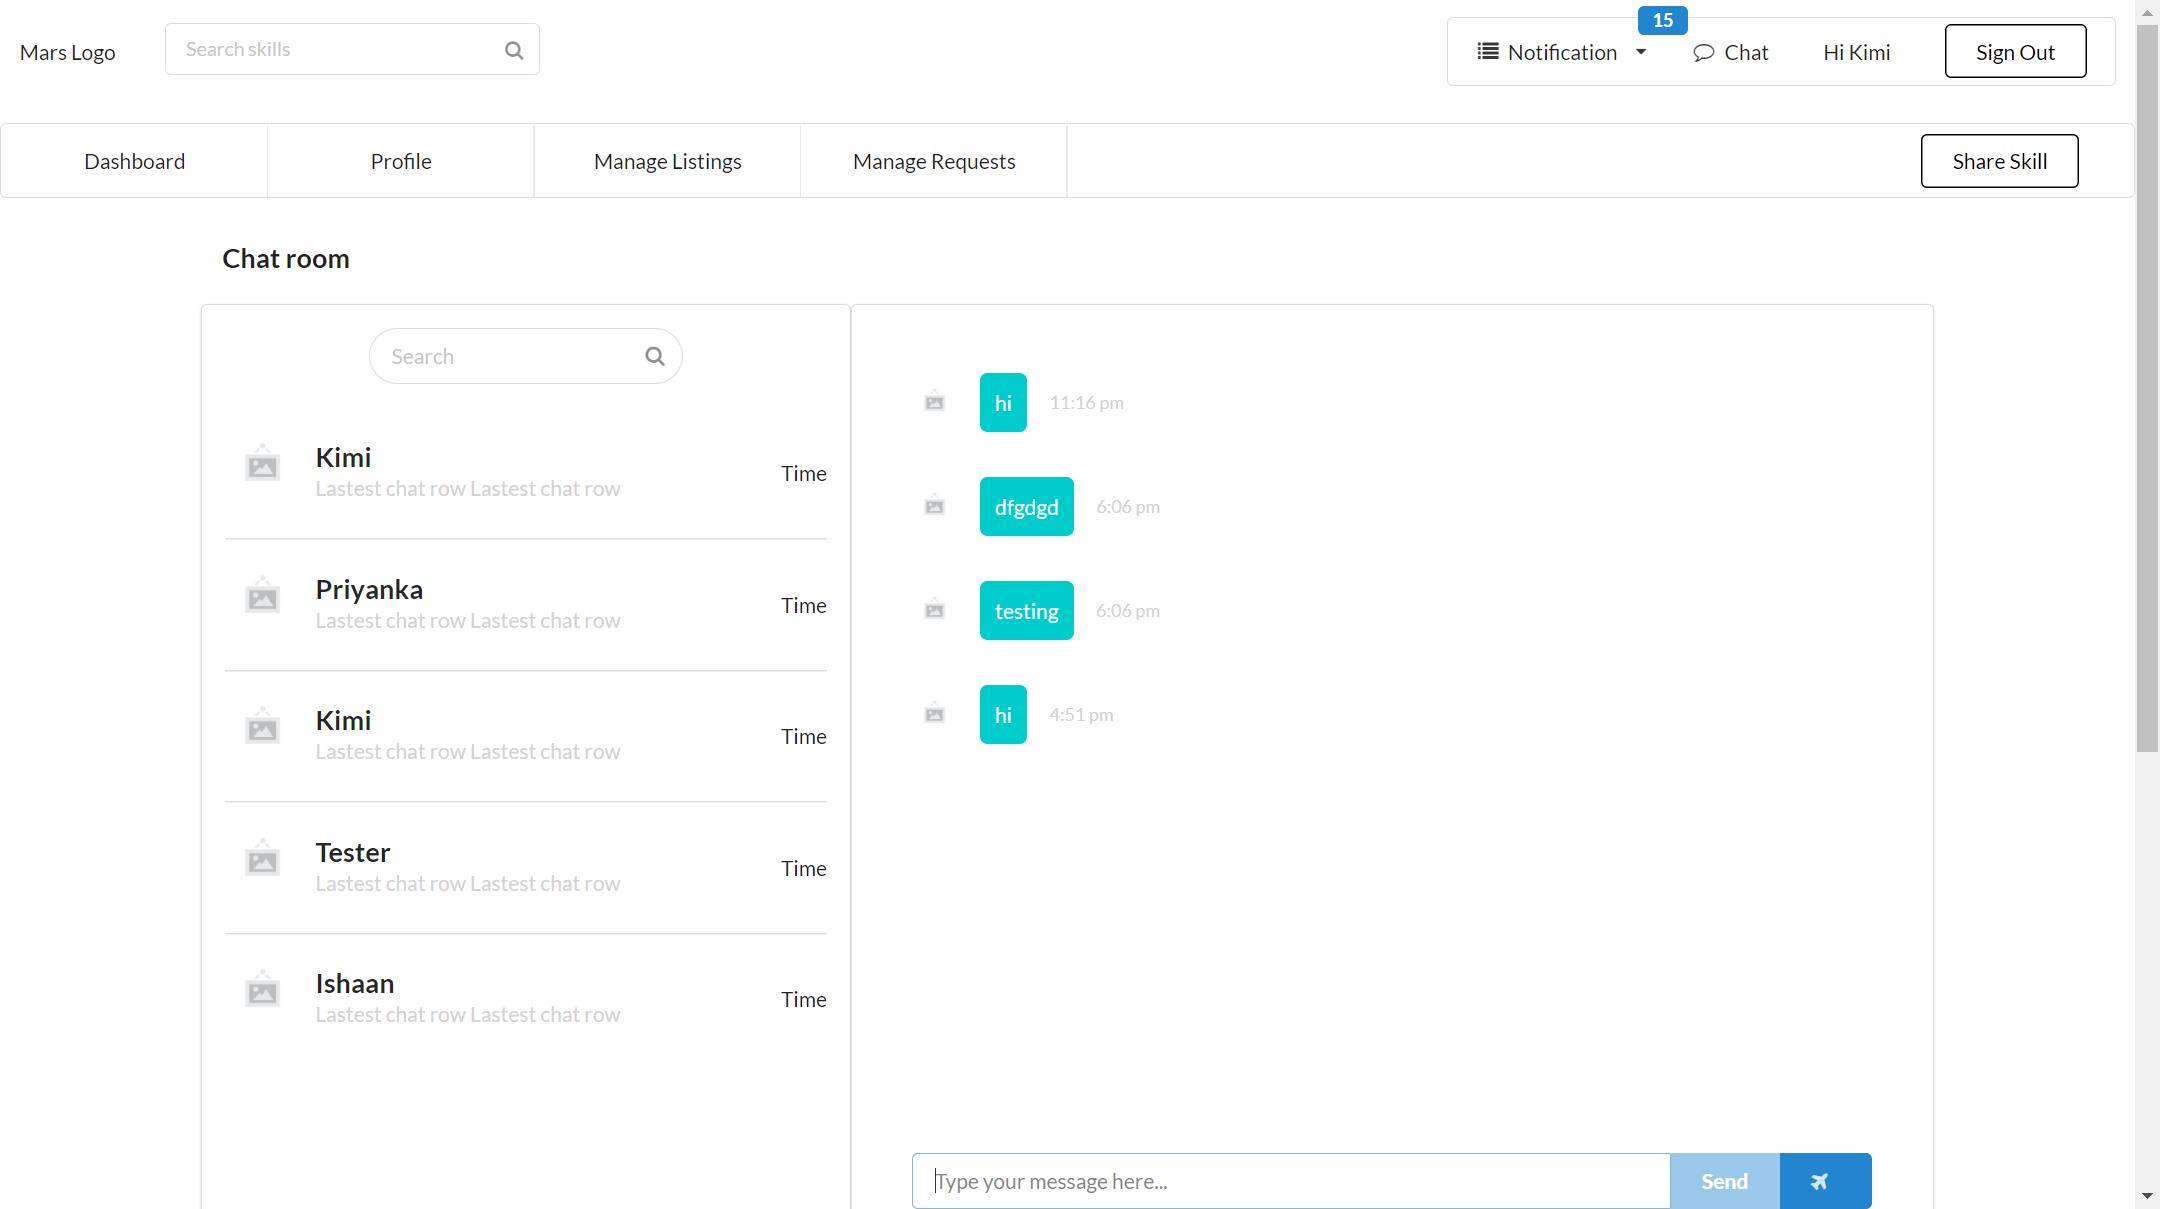 Mars Logo
Search skills
15
Notification
Chat
Hi Kimi
Sign Out
Dashboard
Profile
Manage Listings
Manage Requests
Share Skill
Chat room
Search
Kimi
Lastest chat row Lastest chat row
Time
Priyanka
Lastest chat row Lastest chat row
Time
Kimi
Lastest chat row Lastest chat row
Time
Tester
Lastest chat row Lastest chat row
Time
Ishaan
Lastest chat row Lastest chat row
Time
hi 11:16 pm
dfgdgd 6:06 pm
testing 6:06 pm
hi 4:51 pm
Type your message here...
Send